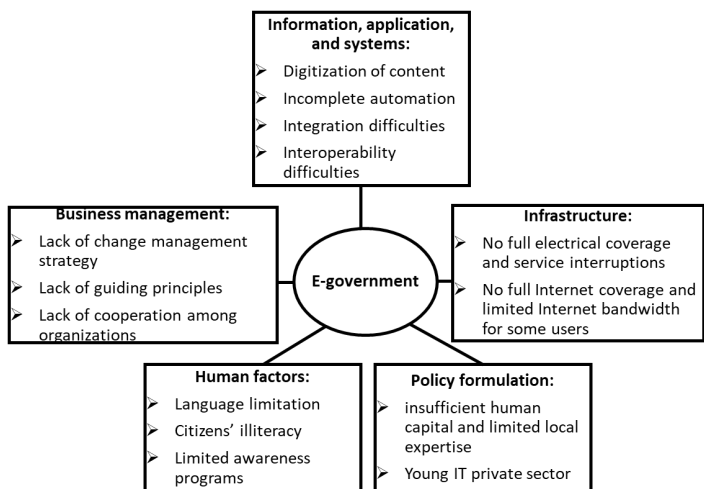 Information, application,
and systems:
➢ Digitization of content
➢ Incomplete automation
➢ Integration difficulties
➢ Interoperability
difficulties
Business management:
➢ Lack of change management
strategy
➢ Lack of guiding principles
➢ Lack of cooperation among
organizations
E-government
Infrastructure:
➢ No full electrical coverage
and service interruptions
➢ No full Internet coverage and
limited Internet bandwidth
for some users
Human factors:
➢ Language limitation
➢ Citizens’ illiteracy
➢ Limited awareness
programs
Policy formulation:
➢ insufficient human
capital and limited local
expertise
➢ Young IT private sector